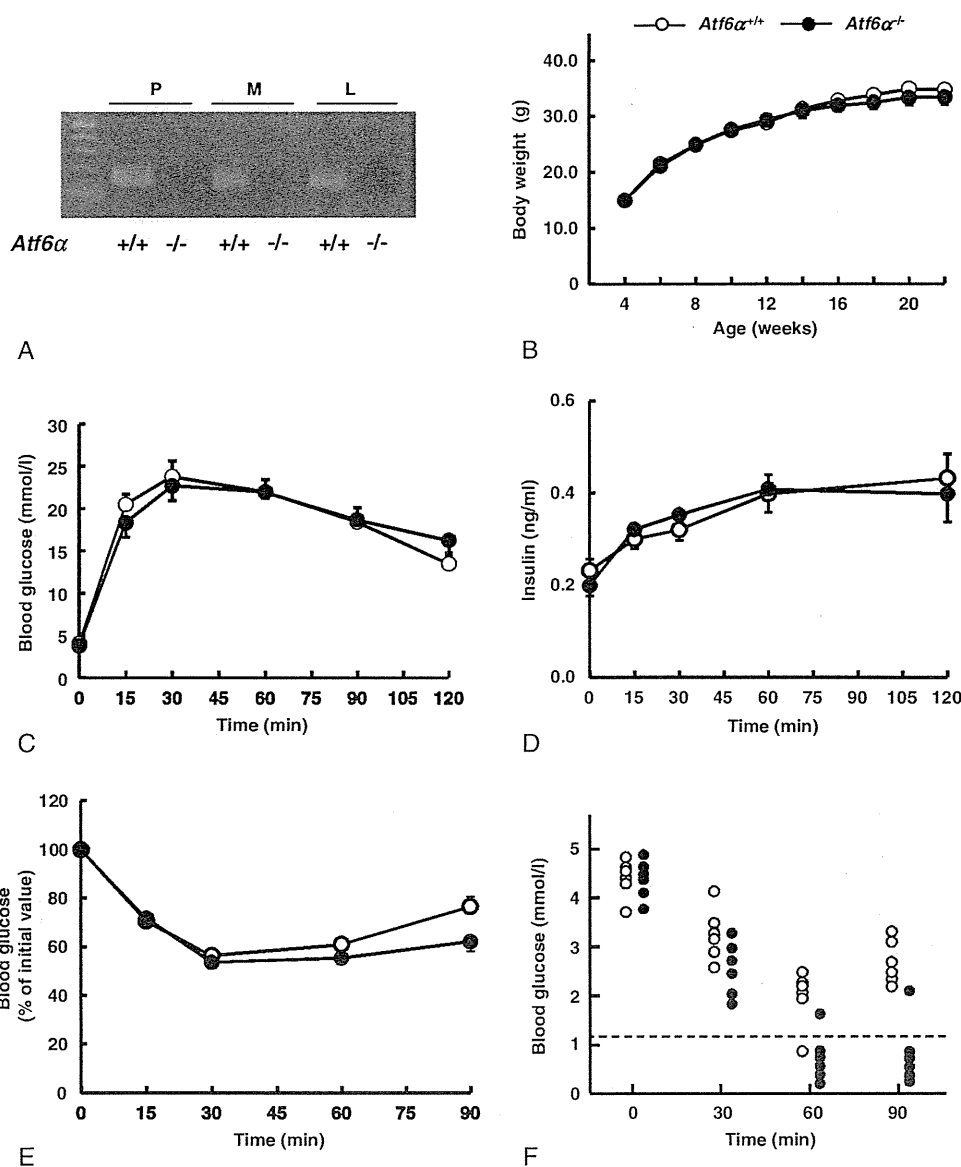 P M L
Atf6α +/+ -/- +/+ -/- +/+ -/-
A
Atf6α+/+ Atf6α-/-
Body weight (g)
40.0
30.0
20.0
10.0
0
4 8 12 16 20
Age (weeks)
B
Blood glucose (mmol/l)
30
25
20
15
10
5
0
0 15 30 45 60 75 90 105 120
Time (min)
C
Insulin (ng/ml)
0.6
0.4
0.2
0.0
0 15 30 45 60 75 90 105 120
Time (min)
D
Blood glucose
(% of initial value)
120
100
80
60
40
20
0
0 15 30 45 60 75 90
Time (min)
E
Blood glucose (mmol/l)
5
4
3
2
1
0
0 30 60 90
Time (min)
F